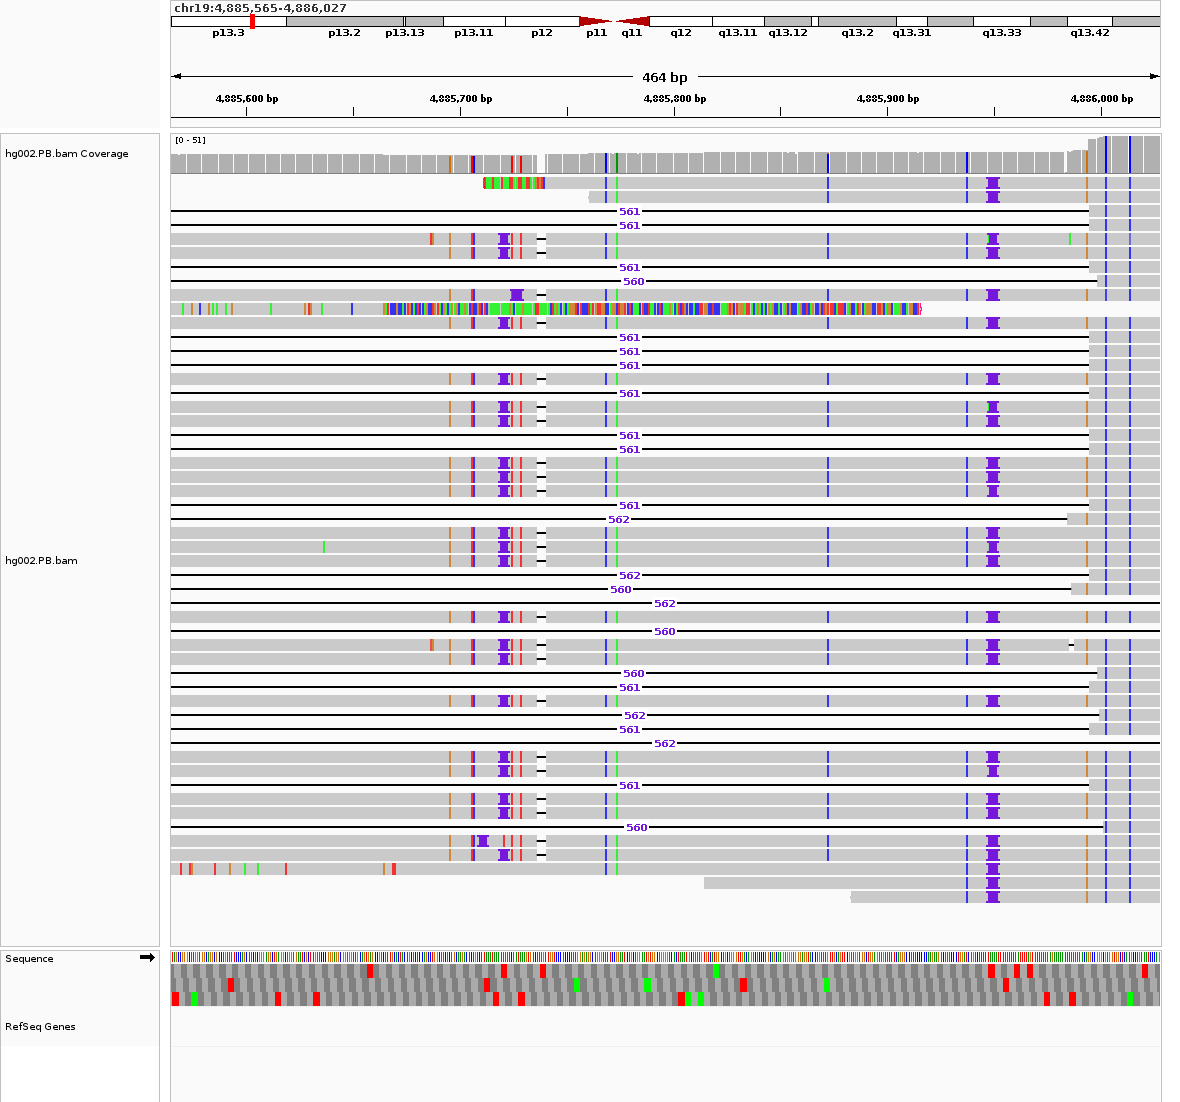 chr19:4,885,565-4,886,027
p13.3 p13.2 p13.13 p13.11 p12 p11 q11 q12 q13.11 q13.12 q13.2 q13.31 q13.33 q13.42
464 bp
4,885,600 bp 4,885,700 bp 4,885,800 bp 4,885,900 bp 4,886,000 bp
[0 - 51]
hg002.PB.bam Coverage
561
561
561
560
561
561
561
561
561
561
561
562
hg002.PB.bam
562
560
562
560
560
561
562
561
562
561
560
Sequence
RefSeq Genes